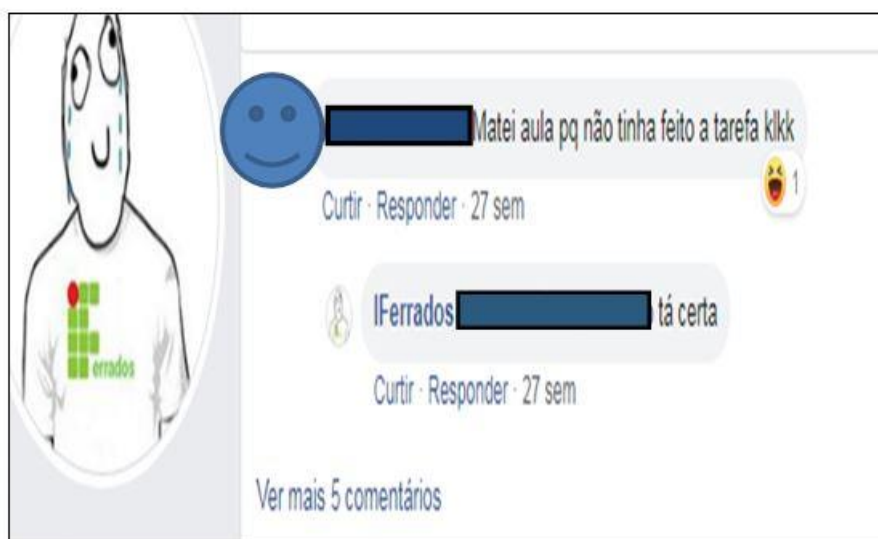 Matei aula pq não tinha feito a tarefa klkk
1
Curtir · Responder · 27 sem
IFerrados tá certa
Curtir · Responder · 27 sem
Ver mais 5 comentários
errados